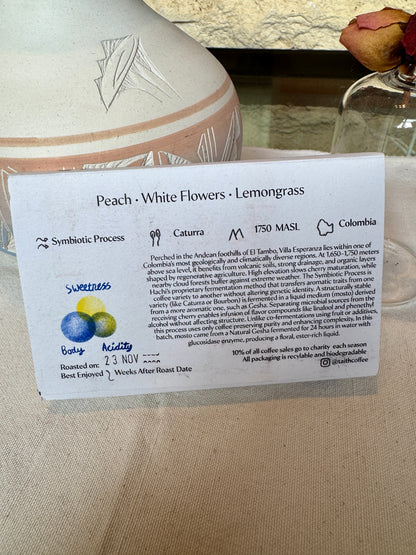 Peach · White Flowers · Lemongrass
Symbiotic Process
Caturra
1750 MASL
Colombia
Perched in the Andean foothills of El Tambo, Villa Esperanza lies within one of
Colombia's most geologically and climatically diverse regions. At 1,650–1,750 meters
above sea level, it benefits from volcanic soils, strong drainage, and organic layers
shaped by regenerative agriculture. High elevation slows cherry maturation, while
nearby cloud forests buffer against extreme weather. The Symbiotic Process is
Hachi's proprietary fermentation method that transfers aromatic traits from one
coffee variety to another without altering genetic identity. A structurally stable
variety (like Caturra or Bourbon) is fermented in a liquid medium (mosto) derived
from a more aromatic one, such as Gesha. Separating microbial sources from the
receiving cherry enables infusion of flavor compounds like linalool and phenethyl
alcohol without affecting structure. Unlike co-fermentations using fruit or additives,
this process uses only coffee preserving purity and enhancing complexity. In this
batch, mosto came from a Natural Gesha fermented for 24 hours in water with
glucosidase enzyme, producing a floral, ester-rich liquid.
Sweetness
Body
Acidity
Roasted on: 23 NOV
Best Enjoyed 2 Weeks After Roast Date
10% of all coffee sales go to charity each season
All packaging is recylable and biodegradable
@taithcoffee